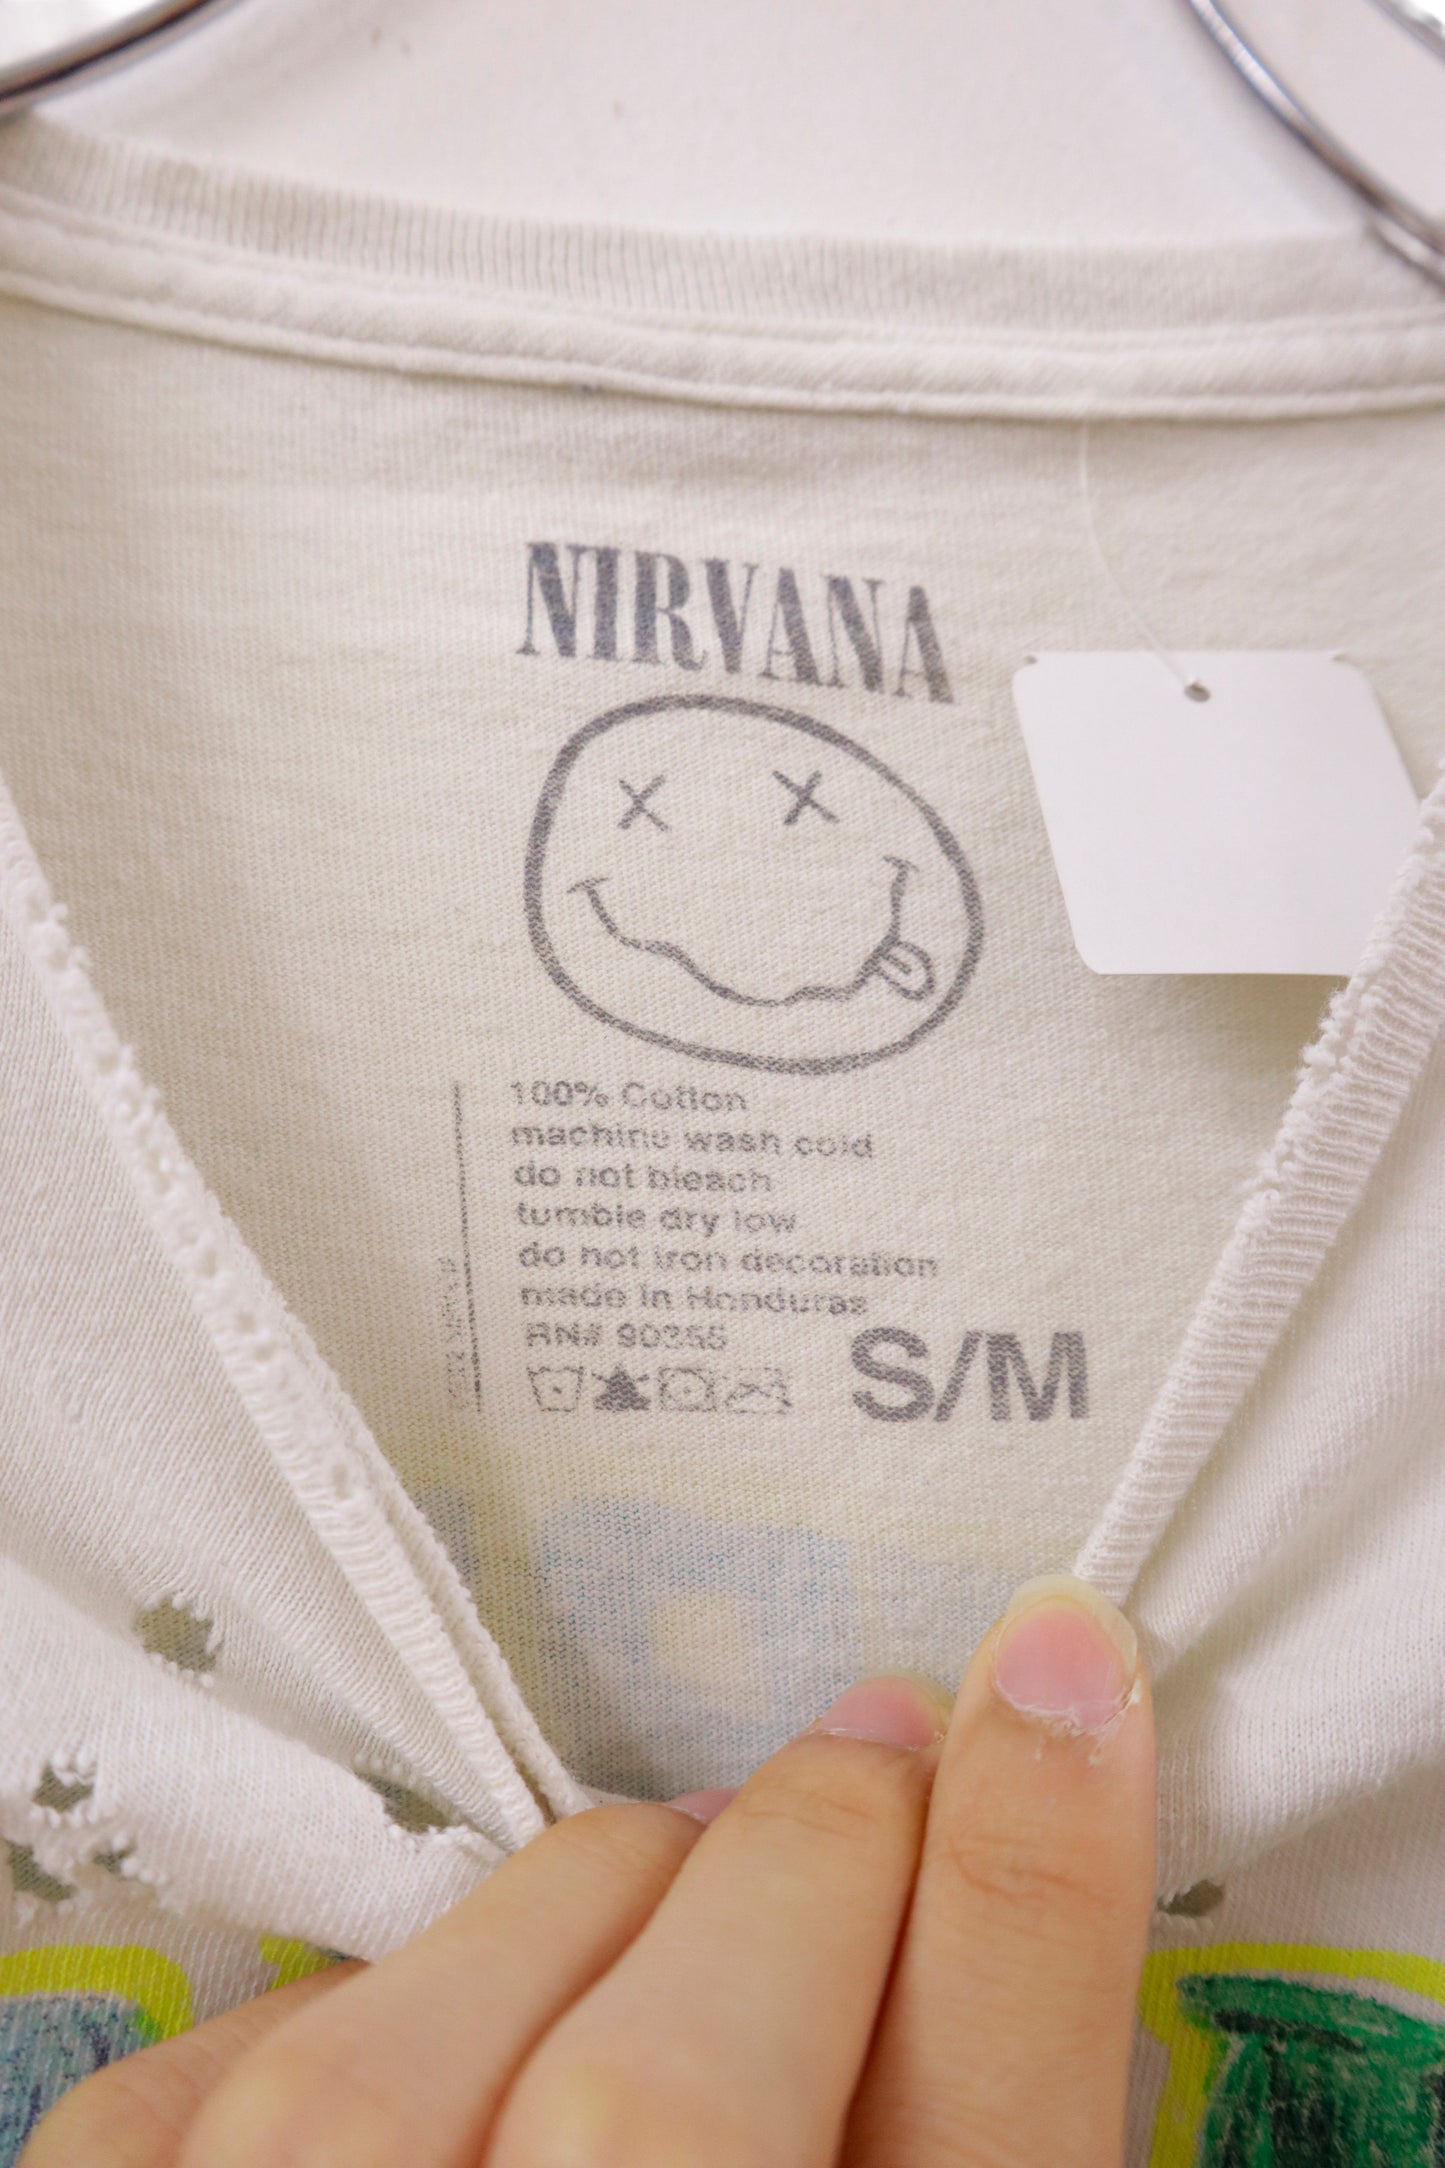 NIRVANA
100% Cotton
machine wash cold
do not bleach
tumble dry low
do not iron decoration
made in Honduras
RN# 90355
S/M